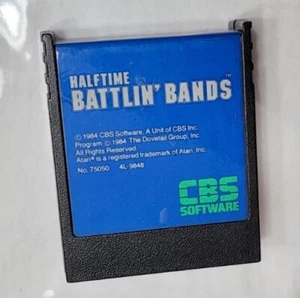 HALFTIME
BATTLIN' BANDS™
© 1984 CBS Software, A Unit of CBS Inc.
Program © 1984 The Dovetail Group, Inc.
All Rights Reserved.
Atari® is a registered trademark of Atari, Inc.
No. 75050 4L-9848
CBS
SOFTWARE